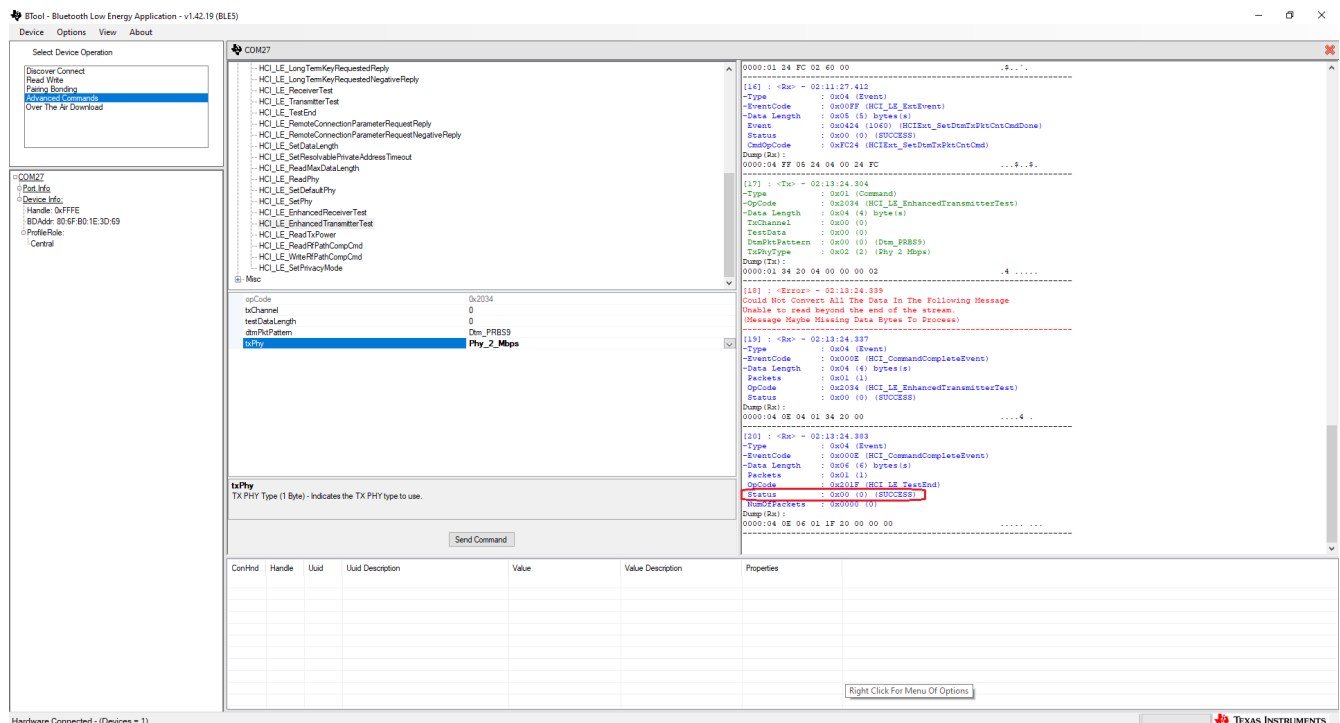 BTool - Bluetooth Low Energy Application - v1.42.19 (BLE5)
Device Options View About
Select Device Operation
Discover Connect
Read Write
Pairing Bonding
Advanced Commands
Over The Air Download
COM27
Port Info
Device Info:
Handle: 0xFFFE
BDAddr: 80:6F:B0:1E:3D:69
ProfileRole:
Central
COM27
HCI_LE_LongTermKeyRequestedReply
HCI_LE_LongTermKeyRequestedNegativeReply
HCI_LE_ReceiverTest
HCI_LE_TransmitterTest
HCI_LE_TestEnd
HCI_LE_RemoteConnectionParameterRequestReply
HCI_LE_RemoteConnectionParameterRequestNegativeReply
HCI_LE_SetDataLength
HCI_LE_SetResolvablePrivateAddressTimeout
HCI_LE_ReadMaxDataLength
HCI_LE_ReadPhy
HCI_LE_SetDefaultPhy
HCI_LE_SetPhy
HCI_LE_EnhancedReceiverTest
HCI_LE_EnhancedTransmitterTest
HCI_LE_ReadTxPower
HCI_LE_ReadRfPathCompCmd
HCI_LE_WriteRfPathCompCmd
HCI_LE_SetPrivacyMode
Misc
opCode 0x2034
txChannel 0
testDataLength 0
dtmPktPattern Dtm_PRBS9
txPhy Phy_2_Mbps
txPhy
TX PHY Type (1 Byte) - Indicates the TX PHY type to use.
Send Command
0000:01 24 FC 02 60 00 .$..`.
------------------------------------------------------------------------
[16] : <Rx> - 02:11:27.412
-Type : 0x04 (Event)
-EventCode : 0x00FF (HCI_LE_ExtEvent)
-Data Length : 0x05 (5) bytes(s)
Event : 0x0424 (1060) (HCIExt_SetDtmTxPktCntCmdDone)
Status : 0x00 (0) (SUCCESS)
CmdOpCode : 0xFC24 (HCIExt_SetDtmTxPktCntCmd)
Dump(Rx):
0000:04 FF 05 24 04 00 24 FC ...$..$.
------------------------------------------------------------------------
[17] : <Tx> - 02:13:24.304
-Type : 0x01 (Command)
-OpCode : 0x2034 (HCI_LE_EnhancedTransmitterTest)
-Data Length : 0x04 (4) byte(s)
TxChannel : 0x00 (0)
TestData : 0x00 (0)
DtmPktPattern : 0x00 (0) (Dtm_PRBS9)
TxPhyType : 0x02 (2) (Phy 2 Mbps)
Dump(Tx):
0000:01 34 20 04 00 00 00 02 .4 .....
------------------------------------------------------------------------
[18] : <Error> - 02:13:24.339
Could Not Convert All The Data In The Following Message
Unable to read beyond the end of the stream.
(Message Maybe Missing Data Bytes To Process)
------------------------------------------------------------------------
[19] : <Rx> - 02:13:24.337
-Type : 0x04 (Event)
-EventCode : 0x000E (HCI_CommandCompleteEvent)
-Data Length : 0x04 (4) bytes(s)
Packets : 0x01 (1)
OpCode : 0x2034 (HCI_LE_EnhancedTransmitterTest)
Status : 0x00 (0) (SUCCESS)
Dump(Rx):
0000:04 0E 04 01 34 20 00 ....4 .
------------------------------------------------------------------------
[20] : <Rx> - 02:13:24.383
-Type : 0x04 (Event)
-EventCode : 0x000E (HCI_CommandCompleteEvent)
-Data Length : 0x06 (6) bytes(s)
Packets : 0x01 (1)
OpCode : 0x201F (HCI_LE_TestEnd)
Status : 0x00 (0) (SUCCESS)
NumOfPackets : 0x0000 (0)
Dump(Rx):
0000:04 0E 06 01 1F 20 00 00 00 ..... ...
------------------------------------------------------------------------
ConHnd Handle Uuid Uuid Description Value Value Description Properties
Right Click For Menu Of Options
Hardware Connected - (Devices = 1)
TEXAS INSTRUMENTS